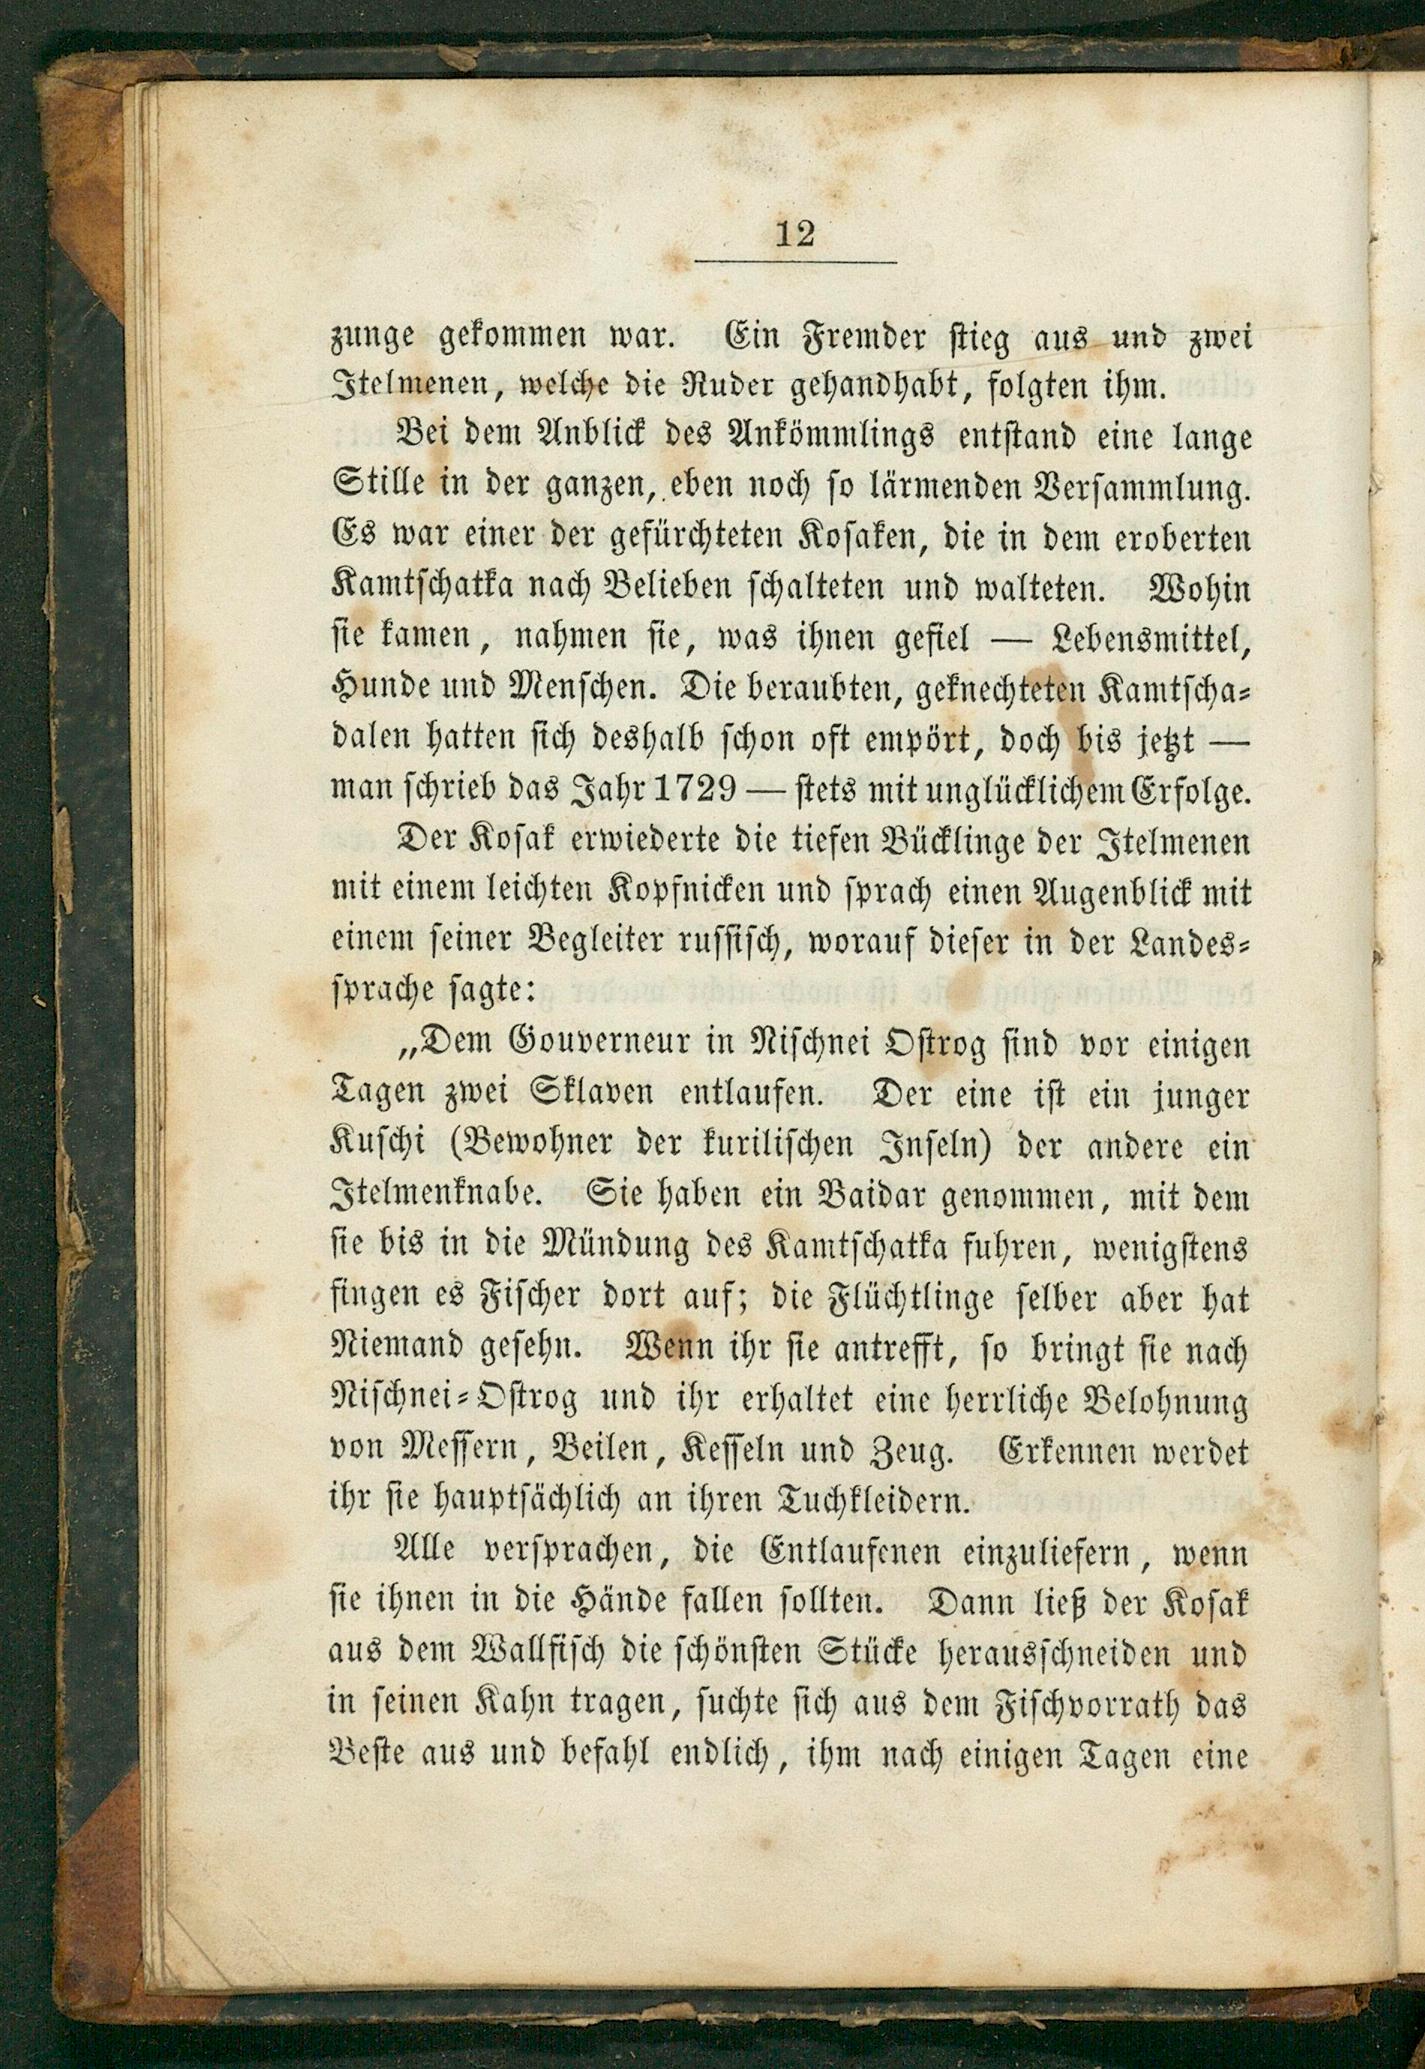 12
zunge gekommen war. Ein Fremder stieg aus und zwei
Itelmenen, welche die Ruder gehandhabt, folgten ihm.
Bei dem Anblick des Ankömmlings entstand eine lange
Stille in der ganzen, eben noch so lärmenden Versammlung.
Es war einer der gefürchteten Kosaken, die in dem eroberten
Kamtschatka nach Belieben schalteten und walteten. Wohin
sie kamen, nahmen sie, was ihnen gefiel — Lebensmittel,
Hunde und Menschen. Die beraubten, geknechteten Kamtscha-
dalen hatten sich deshalb schon oft empört, doch bis jetzt —
man schrieb das Jahr 1729 — stets mit unglücklichem Erfolge.
Der Kosak erwiederte die tiefen Bücklinge der Itelmenen
mit einem leichten Kopfnicken und sprach einen Augenblick mit
einem seiner Begleiter russisch, worauf dieser in der Landes-
sprache sagte:
„Dem Gouverneur in Nischnei Ostrog sind vor einigen
Tagen zwei Sklaven entlaufen. Der eine ist ein junger
Kuschi (Bewohner der kurilischen Inseln) der andere ein
Itelmenknabe. Sie haben ein Baidar genommen, mit dem
sie bis in die Mündung des Kamtschatka fuhren, wenigstens
fingen es Fischer dort auf; die Flüchtlinge selber aber hat
Niemand gesehn. Wenn ihr sie antrefft, so bringt sie nach
Nischnei-Ostrog und ihr erhaltet eine herrliche Belohnung
von Messern, Beilen, Kesseln und Zeug. Erkennen werdet
ihr sie hauptsächlich an ihren Tuchkleidern.
Alle versprachen, die Entlaufenen einzuliefern, wenn
sie ihnen in die Hände fallen sollten. Dann ließ der Kosak
aus dem Wallfisch die schönsten Stücke herausschneiden und
in seinen Kahn tragen, suchte sich aus dem Fischvorrath das
Beste aus und befahl endlich, ihm nach einigen Tagen eine